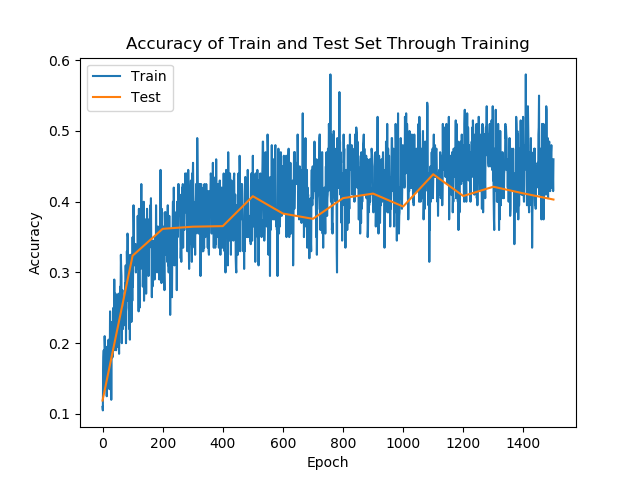 Accuracy of Train and Test Set Through Training
Train
Test
Accuracy
0.6
0.5
0.4
0.3
0.2
0.1
0 200 400 600 800 1000 1200 1400
Epoch